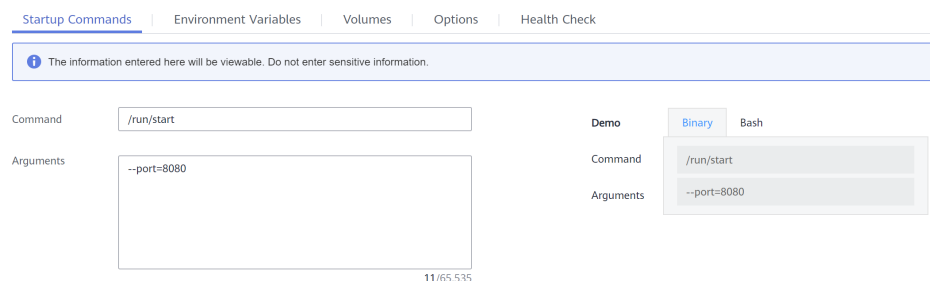 Startup Commands Environment Variables Volumes Options Health Check
The information entered here will be viewable. Do not enter sensitive information.
Command /run/start
Demo Binary Bash
Arguments --port=8080
Command /run/start
Arguments --port=8080
11/65,535